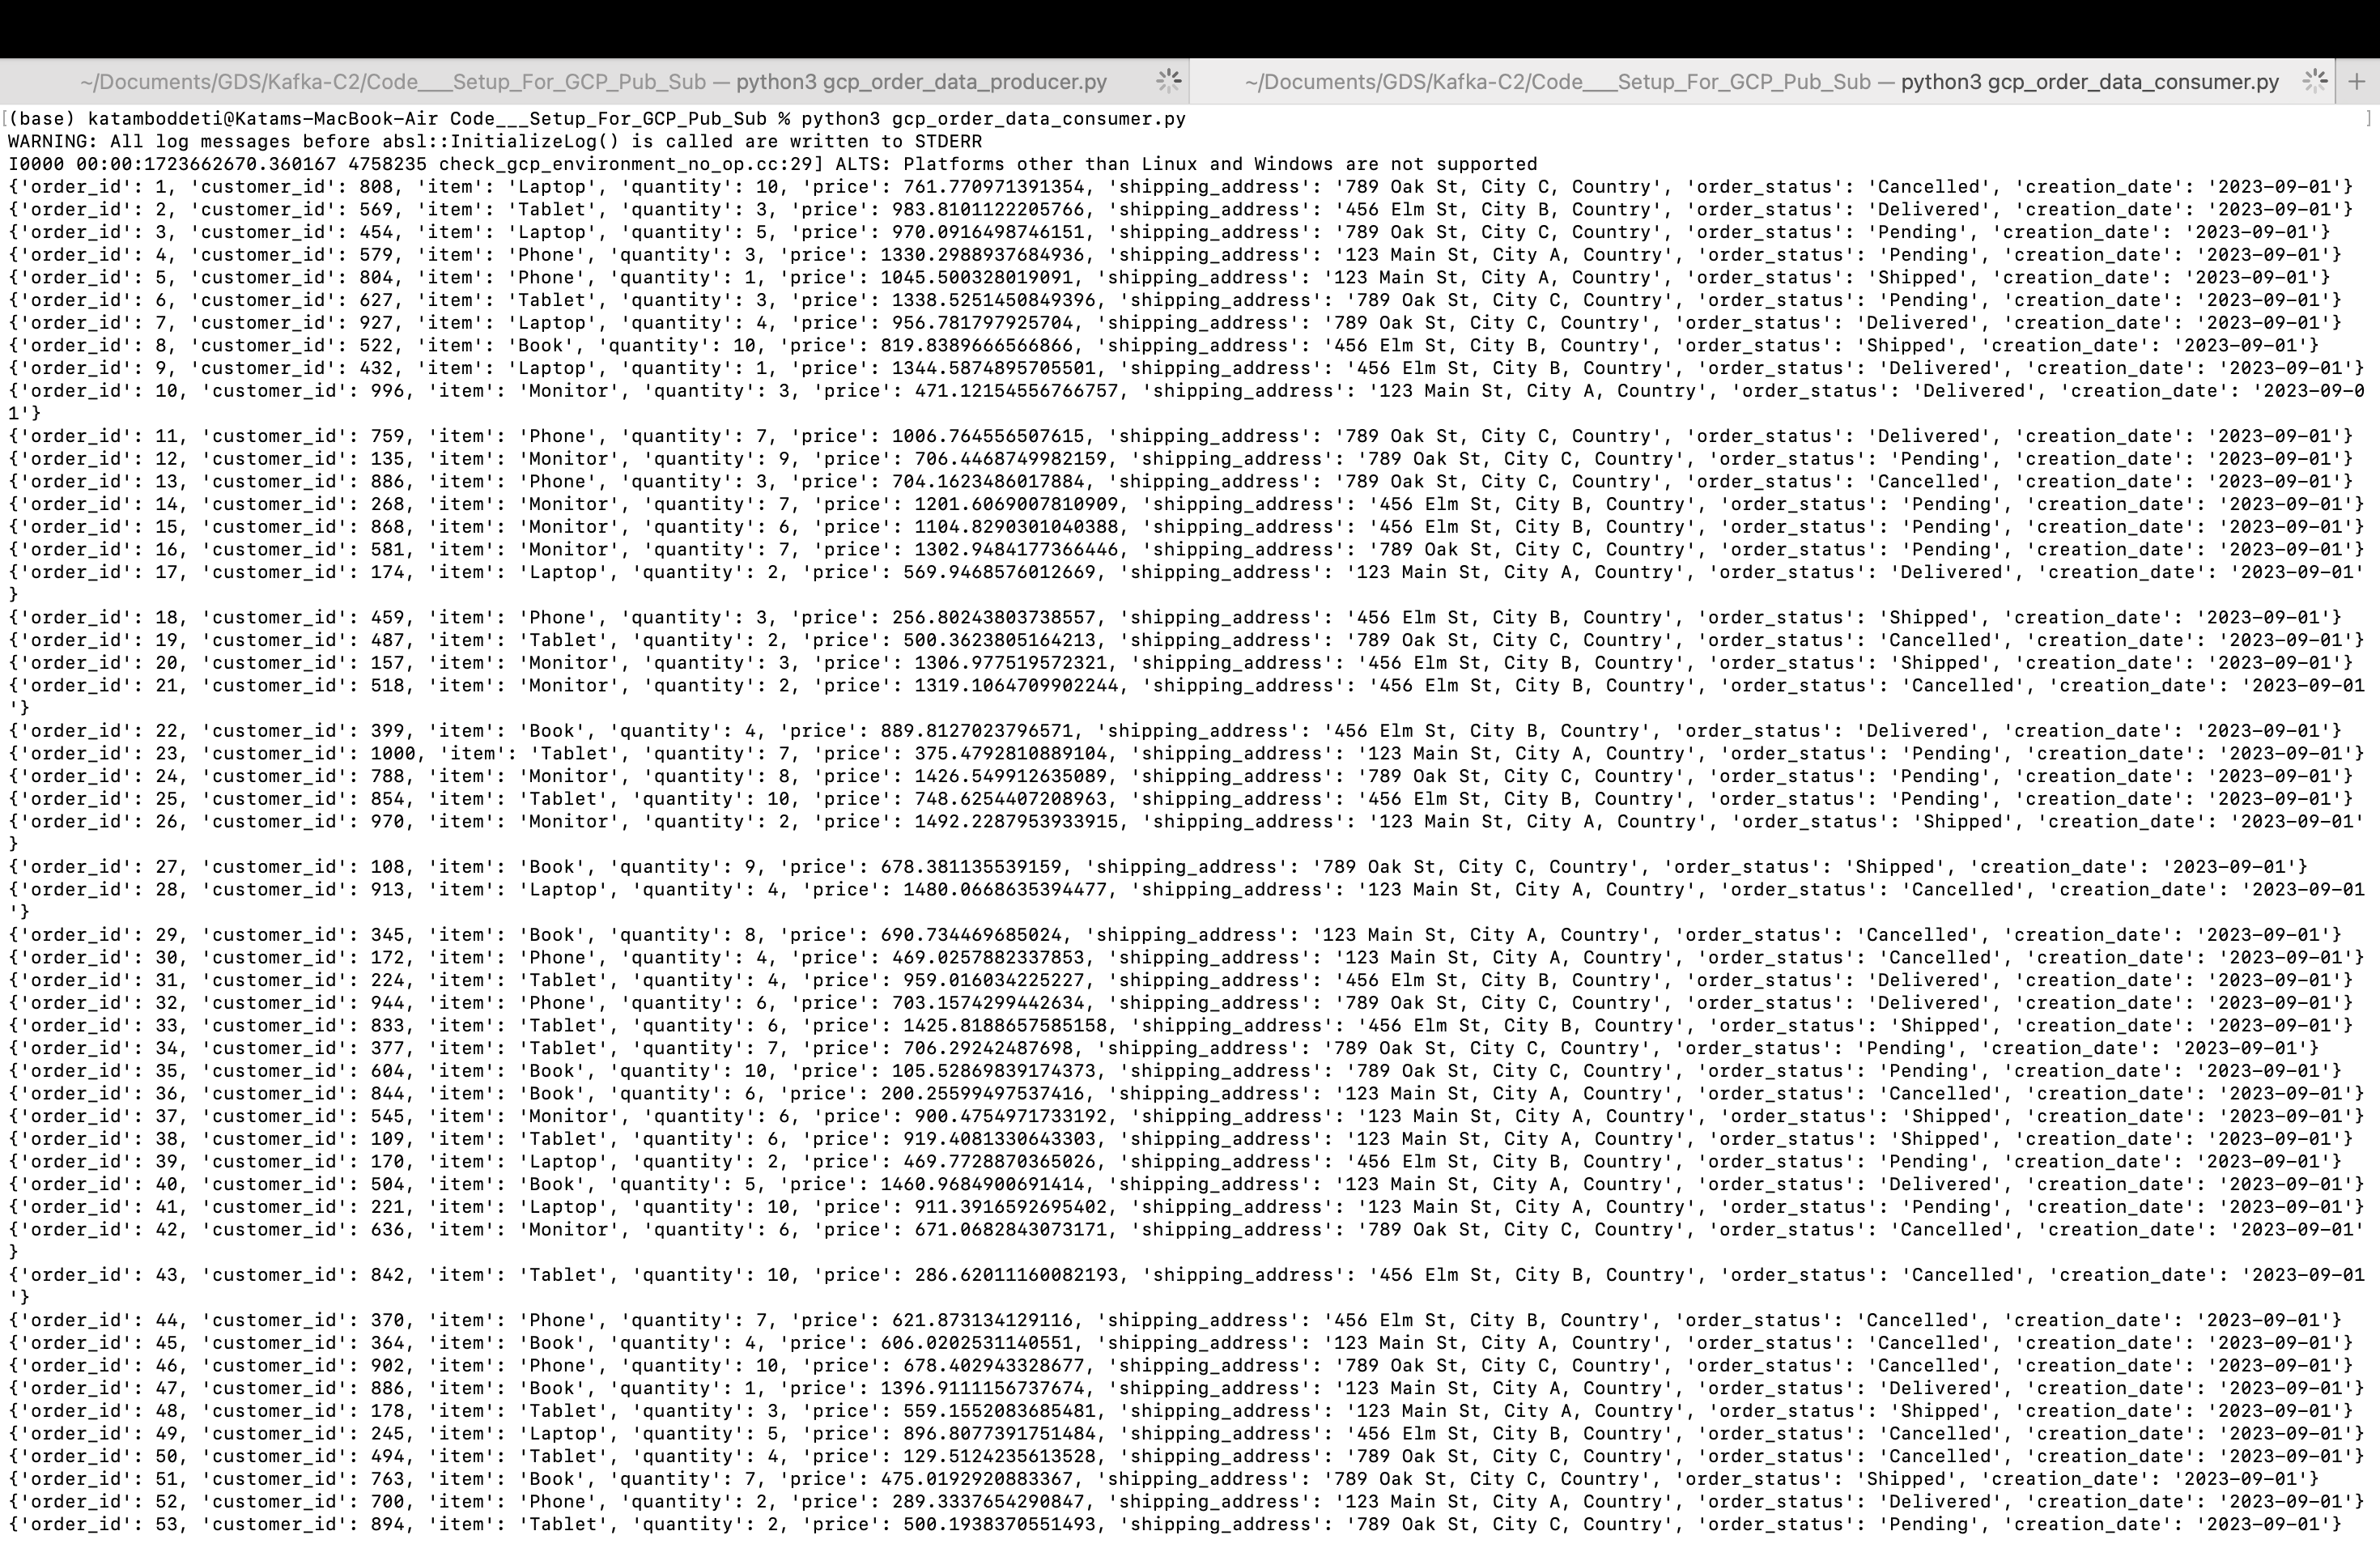 ~/Documents/GDS/Kafka-C2/Code___Setup_For_GCP_Pub_Sub — python3 gcp_order_data_producer.py
~/Documents/GDS/Kafka-C2/Code___Setup_For_GCP_Pub_Sub — python3 gcp_order_data_consumer.py +
[(base) katamboddeti@Katams-MacBook-Air Code___Setup_For_GCP_Pub_Sub % python3 gcp_order_data_consumer.py ]
WARNING: All log messages before absl::InitializeLog() is called are written to STDERR
I0000 00:00:1723662670.360167 4758235 check_gcp_environment_no_op.cc:29] ALTS: Platforms other than Linux and Windows are not supported
{'order_id': 1, 'customer_id': 808, 'item': 'Laptop', 'quantity': 10, 'price': 761.770971391354, 'shipping_address': '789 Oak St, City C, Country', 'order_status': 'Cancelled', 'creation_date': '2023-09-01'}
{'order_id': 2, 'customer_id': 569, 'item': 'Tablet', 'quantity': 3, 'price': 983.8101122205766, 'shipping_address': '456 Elm St, City B, Country', 'order_status': 'Delivered', 'creation_date': '2023-09-01'}
{'order_id': 3, 'customer_id': 454, 'item': 'Laptop', 'quantity': 5, 'price': 970.0916498746151, 'shipping_address': '789 Oak St, City C, Country', 'order_status': 'Pending', 'creation_date': '2023-09-01'}
{'order_id': 4, 'customer_id': 579, 'item': 'Phone', 'quantity': 3, 'price': 1330.2988937684936, 'shipping_address': '123 Main St, City A, Country', 'order_status': 'Pending', 'creation_date': '2023-09-01'}
{'order_id': 5, 'customer_id': 804, 'item': 'Phone', 'quantity': 1, 'price': 1045.500328019091, 'shipping_address': '123 Main St, City A, Country', 'order_status': 'Shipped', 'creation_date': '2023-09-01'}
{'order_id': 6, 'customer_id': 627, 'item': 'Tablet', 'quantity': 3, 'price': 1338.5251450849396, 'shipping_address': '789 Oak St, City C, Country', 'order_status': 'Pending', 'creation_date': '2023-09-01'}
{'order_id': 7, 'customer_id': 927, 'item': 'Laptop', 'quantity': 4, 'price': 956.781797925704, 'shipping_address': '789 Oak St, City C, Country', 'order_status': 'Delivered', 'creation_date': '2023-09-01'}
{'order_id': 8, 'customer_id': 522, 'item': 'Book', 'quantity': 10, 'price': 819.8389666566866, 'shipping_address': '456 Elm St, City B, Country', 'order_status': 'Shipped', 'creation_date': '2023-09-01'}
{'order_id': 9, 'customer_id': 432, 'item': 'Laptop', 'quantity': 1, 'price': 1344.5874895705501, 'shipping_address': '456 Elm St, City B, Country', 'order_status': 'Delivered', 'creation_date': '2023-09-01'}
{'order_id': 10, 'customer_id': 996, 'item': 'Monitor', 'quantity': 3, 'price': 471.12154556766757, 'shipping_address': '123 Main St, City A, Country', 'order_status': 'Delivered', 'creation_date': '2023-09-0
1'}
{'order_id': 11, 'customer_id': 759, 'item': 'Phone', 'quantity': 7, 'price': 1006.764556507615, 'shipping_address': '789 Oak St, City C, Country', 'order_status': 'Delivered', 'creation_date': '2023-09-01'}
{'order_id': 12, 'customer_id': 135, 'item': 'Monitor', 'quantity': 9, 'price': 706.4468749982159, 'shipping_address': '789 Oak St, City C, Country', 'order_status': 'Pending', 'creation_date': '2023-09-01'}
{'order_id': 13, 'customer_id': 886, 'item': 'Phone', 'quantity': 3, 'price': 704.1623486017884, 'shipping_address': '789 Oak St, City C, Country', 'order_status': 'Cancelled', 'creation_date': '2023-09-01'}
{'order_id': 14, 'customer_id': 268, 'item': 'Monitor', 'quantity': 7, 'price': 1201.6069007810909, 'shipping_address': '456 Elm St, City B, Country', 'order_status': 'Pending', 'creation_date': '2023-09-01'}
{'order_id': 15, 'customer_id': 868, 'item': 'Monitor', 'quantity': 6, 'price': 1104.8290301040388, 'shipping_address': '456 Elm St, City B, Country', 'order_status': 'Pending', 'creation_date': '2023-09-01'}
{'order_id': 16, 'customer_id': 581, 'item': 'Monitor', 'quantity': 7, 'price': 1302.9484177366446, 'shipping_address': '789 Oak St, City C, Country', 'order_status': 'Pending', 'creation_date': '2023-09-01'}
{'order_id': 17, 'customer_id': 174, 'item': 'Laptop', 'quantity': 2, 'price': 569.9468576012669, 'shipping_address': '123 Main St, City A, Country', 'order_status': 'Delivered', 'creation_date': '2023-09-01'
}
{'order_id': 18, 'customer_id': 459, 'item': 'Phone', 'quantity': 3, 'price': 256.80243803738557, 'shipping_address': '456 Elm St, City B, Country', 'order_status': 'Shipped', 'creation_date': '2023-09-01'}
{'order_id': 19, 'customer_id': 487, 'item': 'Tablet', 'quantity': 2, 'price': 500.3623805164213, 'shipping_address': '789 Oak St, City C, Country', 'order_status': 'Cancelled', 'creation_date': '2023-09-01'}
{'order_id': 20, 'customer_id': 157, 'item': 'Monitor', 'quantity': 3, 'price': 1306.977519572321, 'shipping_address': '456 Elm St, City B, Country', 'order_status': 'Shipped', 'creation_date': '2023-09-01'}
{'order_id': 21, 'customer_id': 518, 'item': 'Monitor', 'quantity': 2, 'price': 1319.1064709902244, 'shipping_address': '456 Elm St, City B, Country', 'order_status': 'Cancelled', 'creation_date': '2023-09-01
'}
{'order_id': 22, 'customer_id': 399, 'item': 'Book', 'quantity': 4, 'price': 889.8127023796571, 'shipping_address': '456 Elm St, City B, Country', 'order_status': 'Delivered', 'creation_date': '2023-09-01'}
{'order_id': 23, 'customer_id': 1000, 'item': 'Tablet', 'quantity': 7, 'price': 375.4792810889104, 'shipping_address': '123 Main St, City A, Country', 'order_status': 'Pending', 'creation_date': '2023-09-01'}
{'order_id': 24, 'customer_id': 788, 'item': 'Monitor', 'quantity': 8, 'price': 1426.549912635089, 'shipping_address': '789 Oak St, City C, Country', 'order_status': 'Pending', 'creation_date': '2023-09-01'}
{'order_id': 25, 'customer_id': 854, 'item': 'Tablet', 'quantity': 10, 'price': 748.6254407208963, 'shipping_address': '456 Elm St, City B, Country', 'order_status': 'Pending', 'creation_date': '2023-09-01'}
{'order_id': 26, 'customer_id': 970, 'item': 'Monitor', 'quantity': 2, 'price': 1492.2287953933915, 'shipping_address': '123 Main St, City A, Country', 'order_status': 'Shipped', 'creation_date': '2023-09-01'
}
{'order_id': 27, 'customer_id': 108, 'item': 'Book', 'quantity': 9, 'price': 678.381135539159, 'shipping_address': '789 Oak St, City C, Country', 'order_status': 'Shipped', 'creation_date': '2023-09-01'}
{'order_id': 28, 'customer_id': 913, 'item': 'Laptop', 'quantity': 4, 'price': 1480.0668635394477, 'shipping_address': '123 Main St, City A, Country', 'order_status': 'Cancelled', 'creation_date': '2023-09-01
'}
{'order_id': 29, 'customer_id': 345, 'item': 'Book', 'quantity': 8, 'price': 690.734469685024, 'shipping_address': '123 Main St, City A, Country', 'order_status': 'Cancelled', 'creation_date': '2023-09-01'}
{'order_id': 30, 'customer_id': 172, 'item': 'Phone', 'quantity': 4, 'price': 469.0257882337853, 'shipping_address': '123 Main St, City A, Country', 'order_status': 'Cancelled', 'creation_date': '2023-09-01'}
{'order_id': 31, 'customer_id': 224, 'item': 'Tablet', 'quantity': 4, 'price': 959.016034225227, 'shipping_address': '456 Elm St, City B, Country', 'order_status': 'Delivered', 'creation_date': '2023-09-01'}
{'order_id': 32, 'customer_id': 944, 'item': 'Phone', 'quantity': 6, 'price': 703.1574299442634, 'shipping_address': '789 Oak St, City C, Country', 'order_status': 'Delivered', 'creation_date': '2023-09-01'}
{'order_id': 33, 'customer_id': 833, 'item': 'Tablet', 'quantity': 6, 'price': 1425.8188657585158, 'shipping_address': '456 Elm St, City B, Country', 'order_status': 'Shipped', 'creation_date': '2023-09-01'}
{'order_id': 34, 'customer_id': 377, 'item': 'Tablet', 'quantity': 7, 'price': 706.29242487698, 'shipping_address': '789 Oak St, City C, Country', 'order_status': 'Pending', 'creation_date': '2023-09-01'}
{'order_id': 35, 'customer_id': 604, 'item': 'Book', 'quantity': 10, 'price': 105.52869839174373, 'shipping_address': '789 Oak St, City C, Country', 'order_status': 'Pending', 'creation_date': '2023-09-01'}
{'order_id': 36, 'customer_id': 844, 'item': 'Book', 'quantity': 6, 'price': 200.25599497537416, 'shipping_address': '123 Main St, City A, Country', 'order_status': 'Cancelled', 'creation_date': '2023-09-01'}
{'order_id': 37, 'customer_id': 545, 'item': 'Monitor', 'quantity': 6, 'price': 900.4754971733192, 'shipping_address': '123 Main St, City A, Country', 'order_status': 'Shipped', 'creation_date': '2023-09-01'}
{'order_id': 38, 'customer_id': 109, 'item': 'Tablet', 'quantity': 6, 'price': 919.4081330643303, 'shipping_address': '123 Main St, City A, Country', 'order_status': 'Shipped', 'creation_date': '2023-09-01'}
{'order_id': 39, 'customer_id': 170, 'item': 'Laptop', 'quantity': 2, 'price': 469.7728870365026, 'shipping_address': '456 Elm St, City B, Country', 'order_status': 'Pending', 'creation_date': '2023-09-01'}
{'order_id': 40, 'customer_id': 504, 'item': 'Book', 'quantity': 5, 'price': 1460.9684900691414, 'shipping_address': '123 Main St, City A, Country', 'order_status': 'Delivered', 'creation_date': '2023-09-01'}
{'order_id': 41, 'customer_id': 221, 'item': 'Laptop', 'quantity': 10, 'price': 911.3916592695402, 'shipping_address': '123 Main St, City A, Country', 'order_status': 'Pending', 'creation_date': '2023-09-01'}
{'order_id': 42, 'customer_id': 636, 'item': 'Monitor', 'quantity': 6, 'price': 671.0682843073171, 'shipping_address': '789 Oak St, City C, Country', 'order_status': 'Cancelled', 'creation_date': '2023-09-01'
}
{'order_id': 43, 'customer_id': 842, 'item': 'Tablet', 'quantity': 10, 'price': 286.62011160082193, 'shipping_address': '456 Elm St, City B, Country', 'order_status': 'Cancelled', 'creation_date': '2023-09-01
'}
{'order_id': 44, 'customer_id': 370, 'item': 'Phone', 'quantity': 7, 'price': 621.873134129116, 'shipping_address': '456 Elm St, City B, Country', 'order_status': 'Cancelled', 'creation_date': '2023-09-01'}
{'order_id': 45, 'customer_id': 364, 'item': 'Book', 'quantity': 4, 'price': 606.0202531140551, 'shipping_address': '123 Main St, City A, Country', 'order_status': 'Cancelled', 'creation_date': '2023-09-01'}
{'order_id': 46, 'customer_id': 902, 'item': 'Phone', 'quantity': 10, 'price': 678.402943328677, 'shipping_address': '789 Oak St, City C, Country', 'order_status': 'Cancelled', 'creation_date': '2023-09-01'}
{'order_id': 47, 'customer_id': 886, 'item': 'Book', 'quantity': 1, 'price': 1396.9111156737674, 'shipping_address': '123 Main St, City A, Country', 'order_status': 'Delivered', 'creation_date': '2023-09-01'}
{'order_id': 48, 'customer_id': 178, 'item': 'Tablet', 'quantity': 3, 'price': 559.1552083685481, 'shipping_address': '123 Main St, City A, Country', 'order_status': 'Shipped', 'creation_date': '2023-09-01'}
{'order_id': 49, 'customer_id': 245, 'item': 'Laptop', 'quantity': 5, 'price': 896.8077391751484, 'shipping_address': '456 Elm St, City B, Country', 'order_status': 'Cancelled', 'creation_date': '2023-09-01'}
{'order_id': 50, 'customer_id': 494, 'item': 'Tablet', 'quantity': 4, 'price': 129.5124235613528, 'shipping_address': '789 Oak St, City C, Country', 'order_status': 'Cancelled', 'creation_date': '2023-09-01'}
{'order_id': 51, 'customer_id': 763, 'item': 'Book', 'quantity': 7, 'price': 475.0192920883367, 'shipping_address': '789 Oak St, City C, Country', 'order_status': 'Shipped', 'creation_date': '2023-09-01'}
{'order_id': 52, 'customer_id': 700, 'item': 'Phone', 'quantity': 2, 'price': 289.3337654290847, 'shipping_address': '123 Main St, City A, Country', 'order_status': 'Delivered', 'creation_date': '2023-09-01'}
{'order_id': 53, 'customer_id': 894, 'item': 'Tablet', 'quantity': 2, 'price': 500.1938370551493, 'shipping_address': '789 Oak St, City C, Country', 'order_status': 'Pending', 'creation_date': '2023-09-01'}